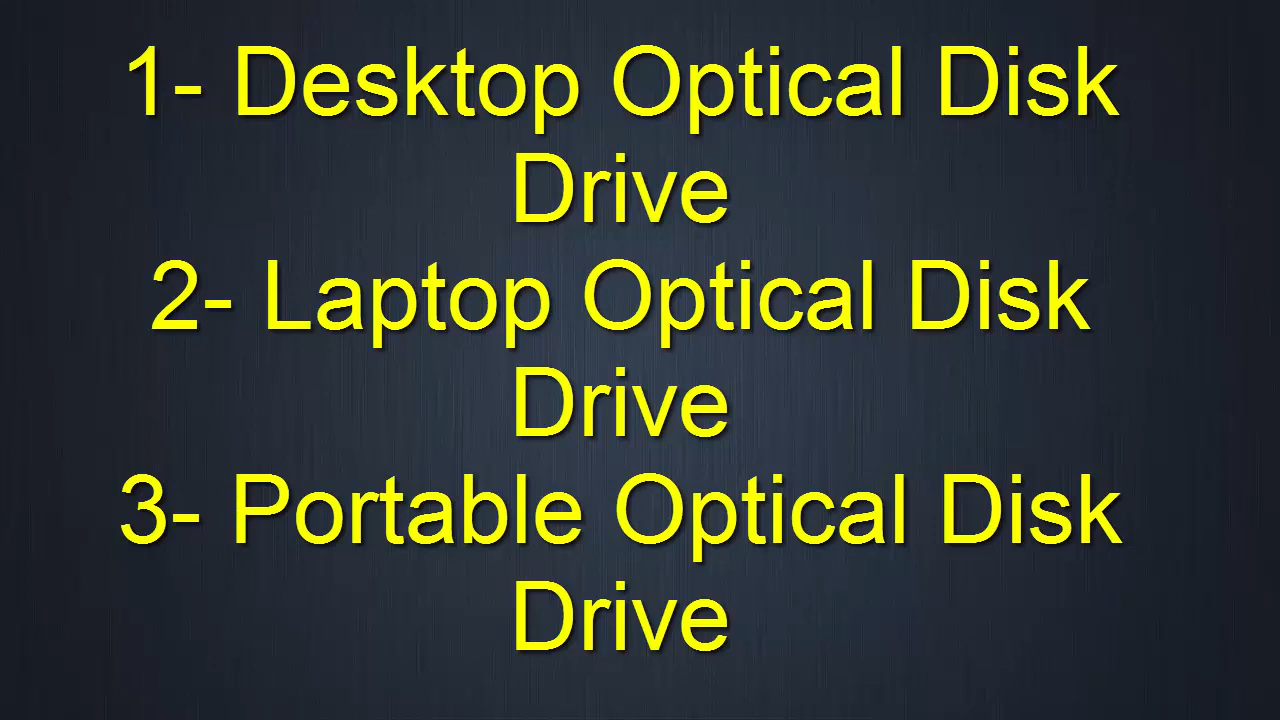 1- Desktop Optical Disk
Drive
2- Laptop Optical Disk
Drive
3- Portable Optical Disk
Drive